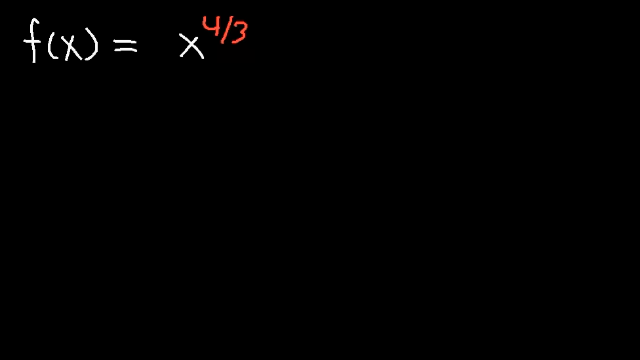 f(x) = x^{4/3}